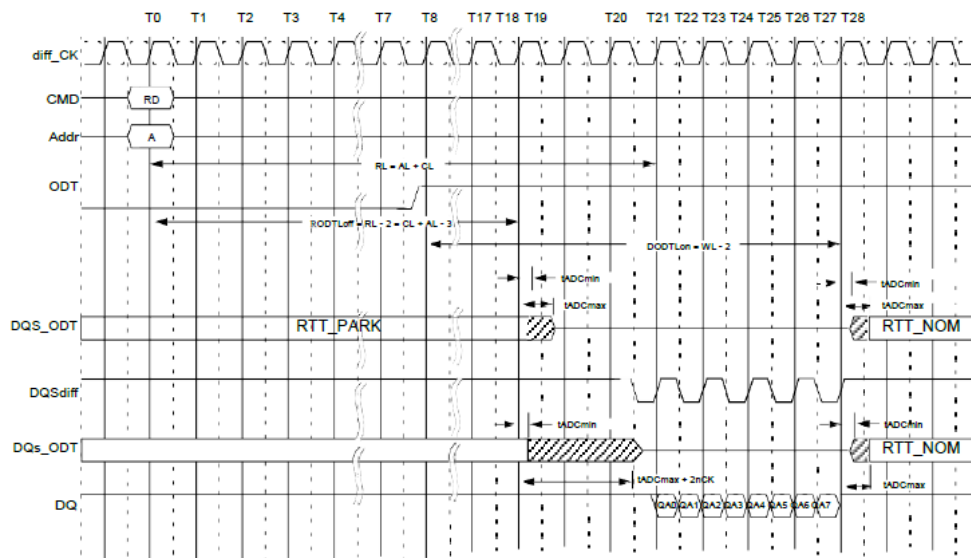 T0 T1 T2 T3 T4 T7 T8 T17 T18 T19 T20 T21 T22 T23 T24 T25 T26 T27 T28
diff_CK
CMD RD
Addr A
RL = AL + CL
ODT
RODTLoff = RL - 2 = CL + AL - 3
DODTLon = WL - 2
tADCmin
tADCmin
tADCmax
tADCmax
DQS_ODT RTT_PARK RTT_NOM
DQSdiff
tADCmin tADCmin
DQs_ODT RTT_NOM
tADCmax + 2nCK tADCmax
DQ QA0 QA1 QA2 QA3 QA4 QA5 QA6 QA7